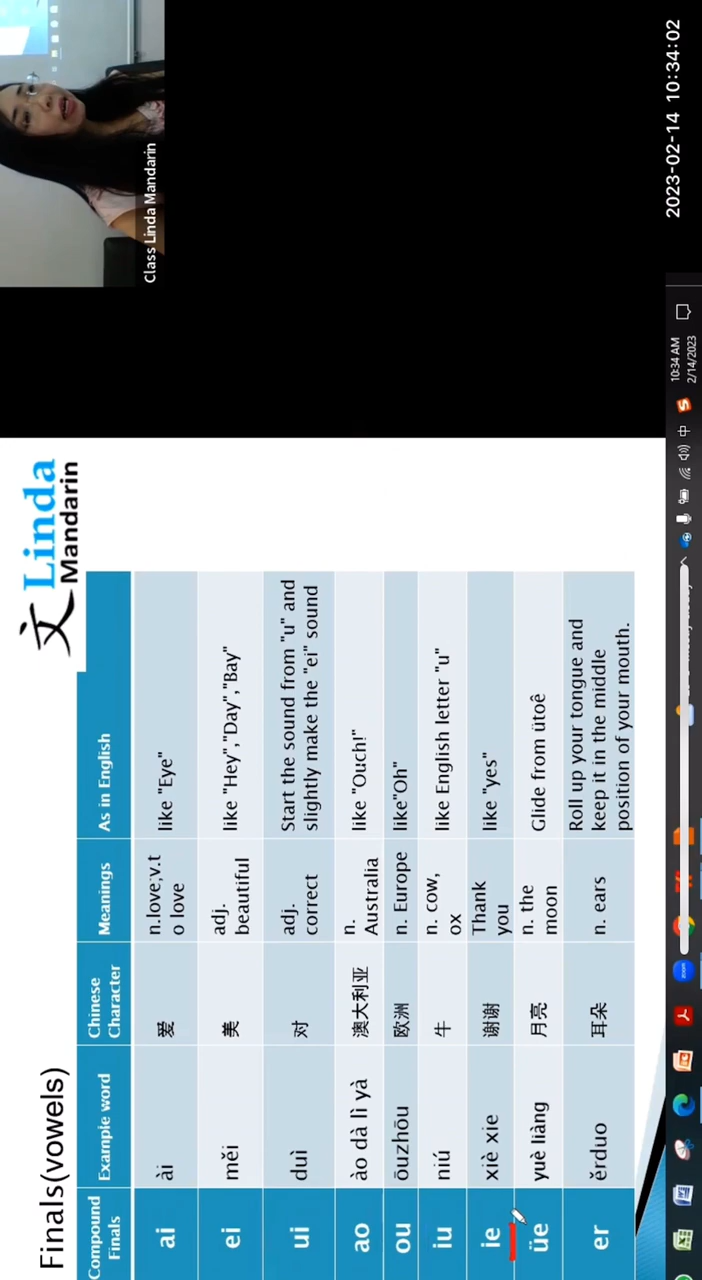 Finals(vowels)
文 Linda
Mandarin
Compound Finals
Example word
Chinese Character
Meanings
As in English
ai
ài
爱
n.love;v.t
o love
like "Eye"
ei
měi
美
adj.
beautiful
like "Hey","Day","Bay"
ui
duì
对
adj.
correct
Start the sound from "u" and
slightly make the "ei" sound
ao
ào dà lì yà
澳大利亚
n.
Australia
like "Ouch!"
ou
ōuzhōu
欧洲
n. Europe
like"Oh"
iu
niú
牛
n. cow,
ox
like English letter "u"
ie
xiè xie
谢谢
Thank
you
like "yes"
üe
yuè liàng
月亮
n. the
moon
Glide from ütoê
er
ěrduo
耳朵
n. ears
Roll up your tongue and
keep it in the middle
position of your mouth.
Class Linda Mandarin
zoom
中
10:34 AM
2/14/2023
2023-02-14 10:34:02